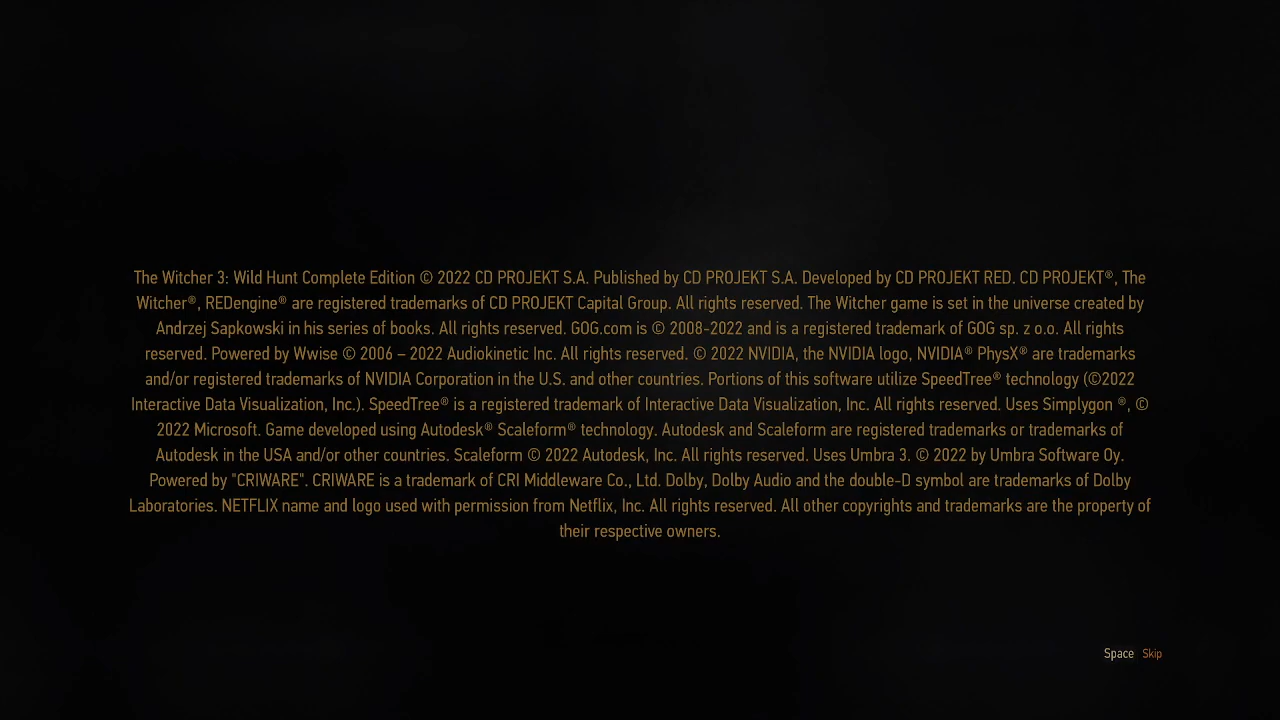 The Witcher 3: Wild Hunt Complete Edition © 2022 CD PROJEKT S.A. Published by CD PROJEKT S.A. Developed by CD PROJEKT RED. CD PROJEKT®, The
Witcher®, REDengine® are registered trademarks of CD PROJEKT Capital Group. All rights reserved. The Witcher game is set in the universe created by
Andrzej Sapkowski in his series of books. All rights reserved. GOG.com is © 2008-2022 and is a registered trademark of GOG sp. z o.o. All rights
reserved. Powered by Wwise © 2006 – 2022 Audiokinetic Inc. All rights reserved. © 2022 NVIDIA, the NVIDIA logo, NVIDIA® PhysX® are trademarks
and/or registered trademarks of NVIDIA Corporation in the U.S. and other countries. Portions of this software utilize SpeedTree® technology (©2022
Interactive Data Visualization, Inc.). SpeedTree® is a registered trademark of Interactive Data Visualization, Inc. All rights reserved. Uses Simplygon ®, ©
2022 Microsoft. Game developed using Autodesk® Scaleform® technology. Autodesk and Scaleform are registered trademarks or trademarks of
Autodesk in the USA and/or other countries. Scaleform © 2022 Autodesk, Inc. All rights reserved. Uses Umbra 3. © 2022 by Umbra Software Oy.
Powered by "CRIWARE". CRIWARE is a trademark of CRI Middleware Co., Ltd. Dolby, Dolby Audio and the double-D symbol are trademarks of Dolby
Laboratories. NETFLIX name and logo used with permission from Netflix, Inc. All rights reserved. All other copyrights and trademarks are the property of
their respective owners.
Space Skip